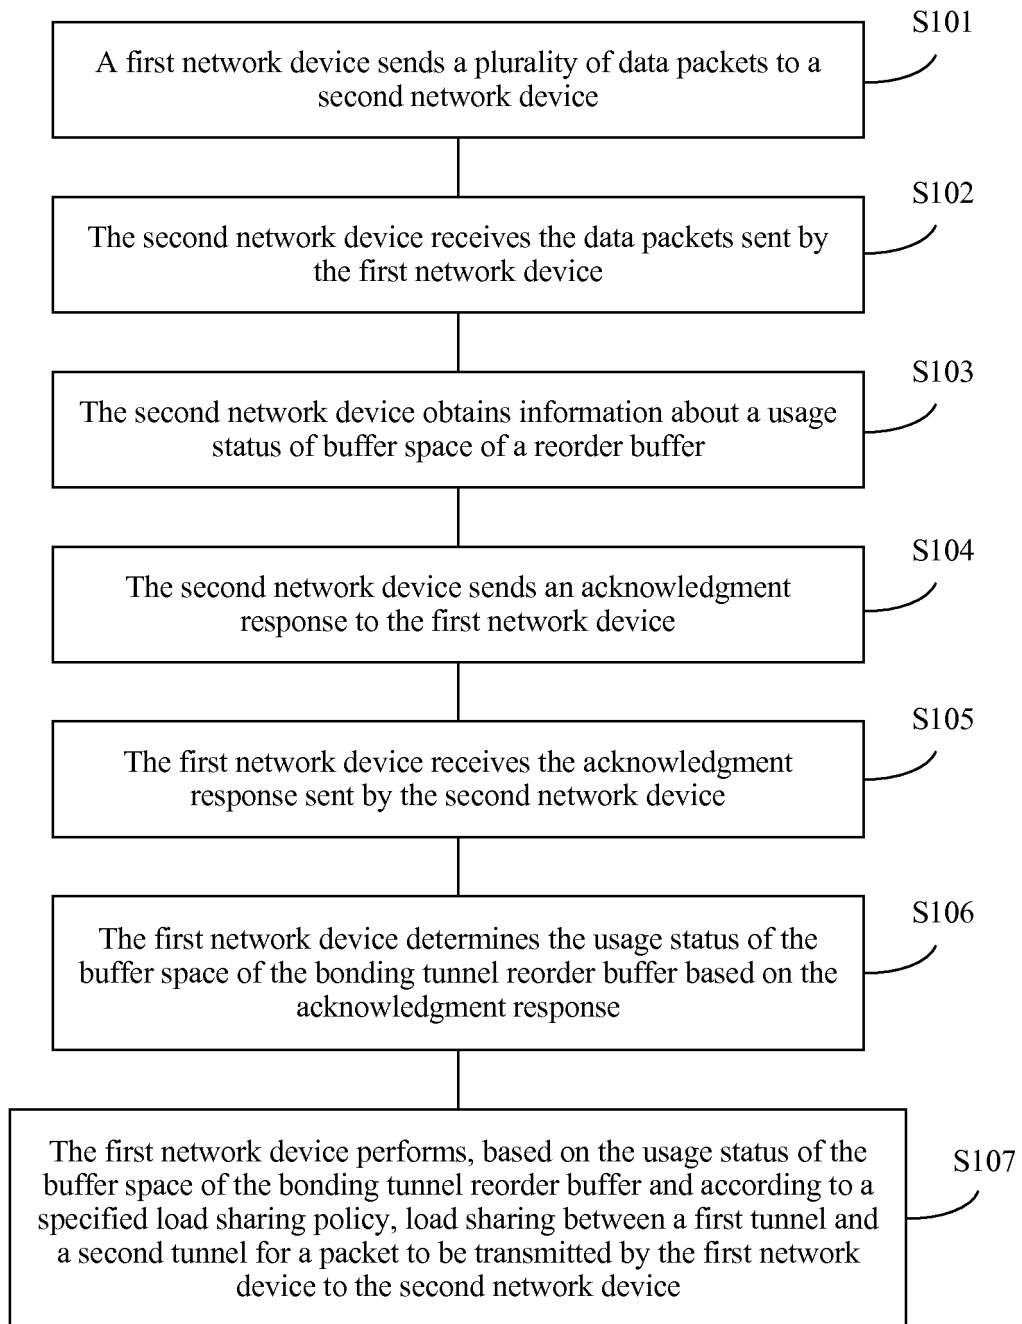 S101
A first network device sends a plurality of data packets to a
second network device
S102
The second network device receives the data packets sent by
the first network device
S103
The second network device obtains information about a usage
status of buffer space of a reorder buffer
S104
The second network device sends an acknowledgment
response to the first network device
S105
The first network device receives the acknowledgment
response sent by the second network device
S106
The first network device determines the usage status of the
buffer space of the bonding tunnel reorder buffer based on the
acknowledgment response
S107
The first network device performs, based on the usage status of the
buffer space of the bonding tunnel reorder buffer and according to a
specified load sharing policy, load sharing between a first tunnel and
a second tunnel for a packet to be transmitted by the first network
device to the second network device